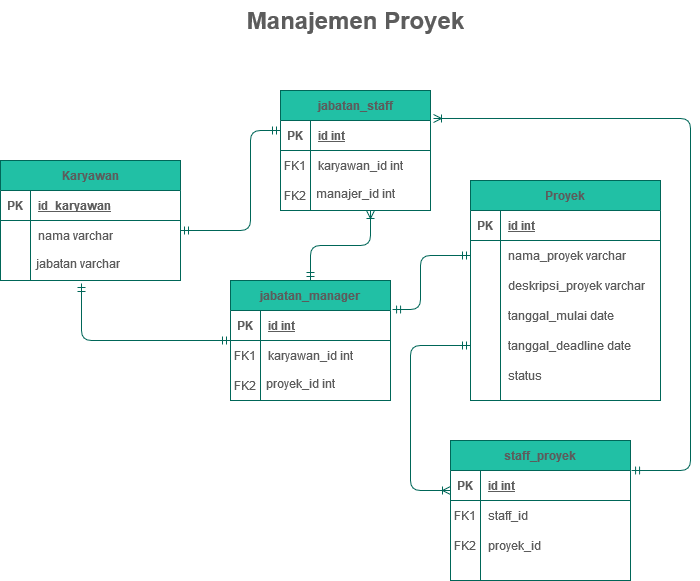 Manajemen Proyek
jabatan_staff
PK id int
FK1 karyawan_id int
FK2 manajer_id int
Karyawan
PK id_karyawan
nama varchar
jabatan varchar
Proyek
PK id int
nama_proyek varchar
deskripsi_proyek varchar
tanggal_mulai date
tanggal_deadline date
status
jabatan_manager
PK id int
FK1 karyawan_id int
FK2 proyek_id int
staff_proyek
PK id int
FK1 staff_id
FK2 proyek_id